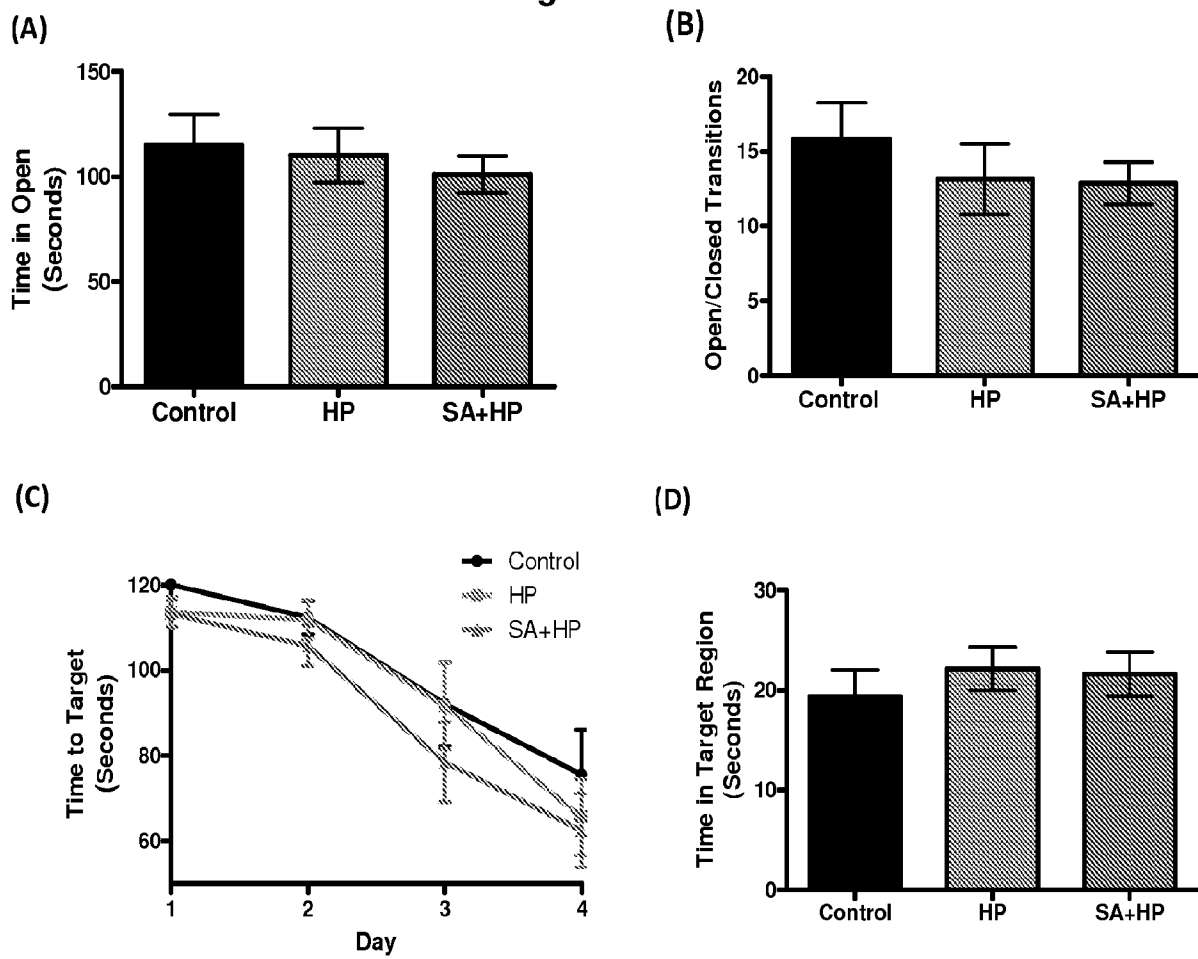 (A)
Time in Open
(Seconds)
150
100
50
0
Control HP SA+HP
(B)
Open/Closed Transitions
20
15
10
5
0
Control HP SA+HP
(C)
Time to Target
(Seconds)
120
100
80
60
Control
HP
SA+HP
1 2 3 4
Day
(D)
Time in Target Region
(Seconds)
30
20
10
0
Control HP SA+HP